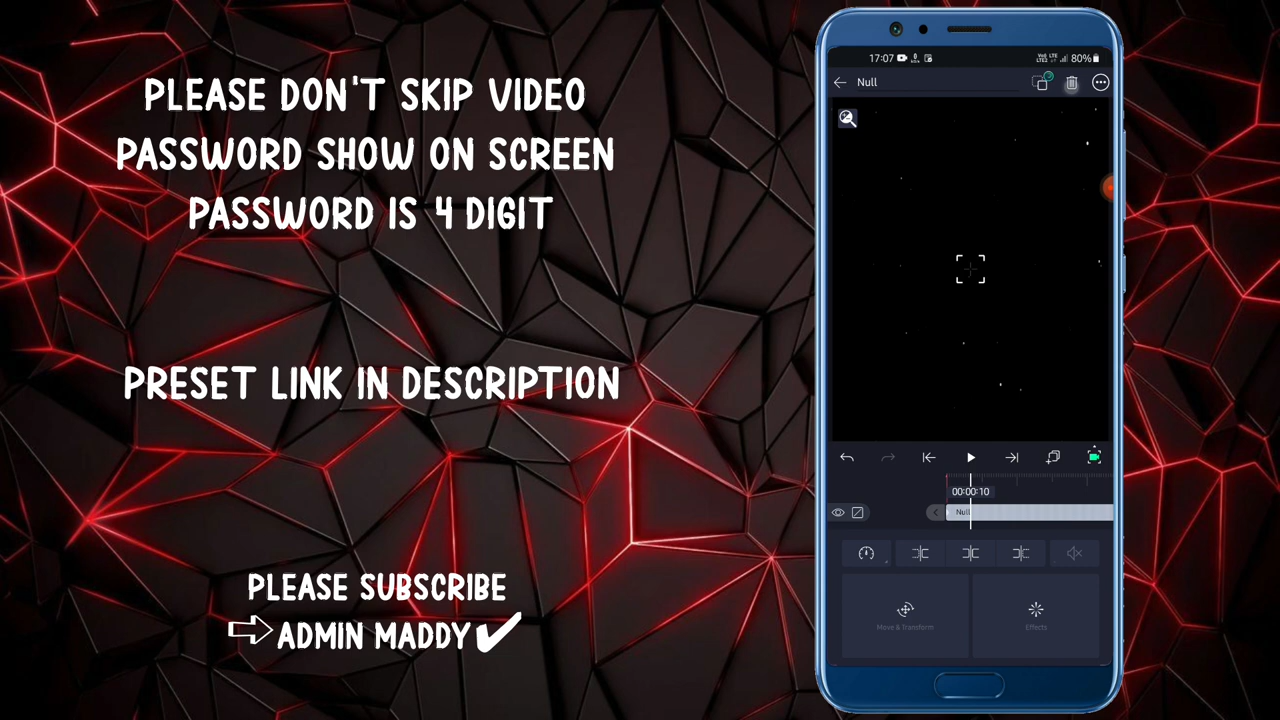 PLEASE DON'T SKIP VIDEO
PASSWORD SHOW ON SCREEN
PASSWORD IS 4 DIGIT
PRESET LINK IN DESCRIPTION
PLEASE SUBSCRIBE
ADMIN MADDY
17:07
80%
Null
00:00:10
Null
Move & Transform
Effects